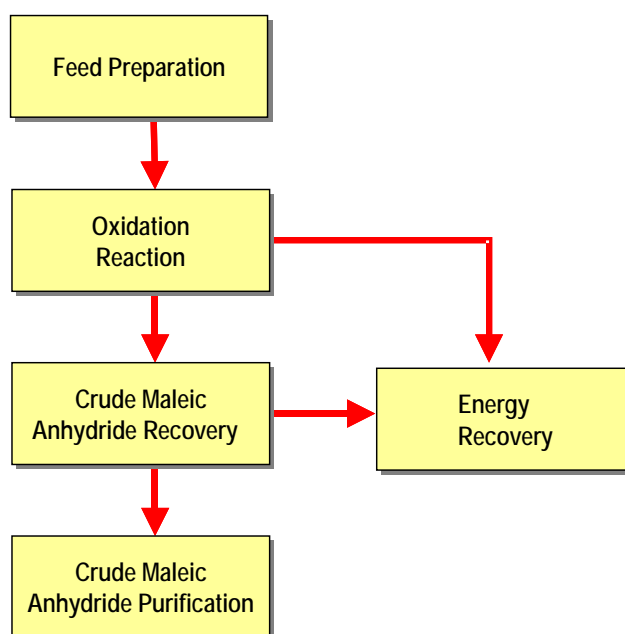 Feed Preparation
Oxidation
Reaction
Crude Maleic
Anhydride Recovery
Energy
Recovery
Crude Maleic
Anhydride Purification